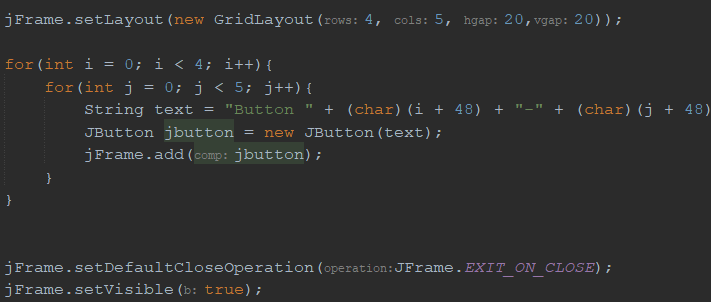 jFrame.setLayout(new GridLayout(rows: 4, cols: 5, hgap: 20,vgap: 20));
for(int i = 0; i < 4; i++){
for(int j = 0; j < 5; j++){
String text = "Button " + (char)(i + 48) + "-" + (char)(j + 48)
JButton jbutton = new JButton(text);
jFrame.add(comp: jbutton);
}
}
jFrame.setDefaultCloseOperation(operation:JFrame.EXIT_ON_CLOSE);
jFrame.setVisible(b: true);